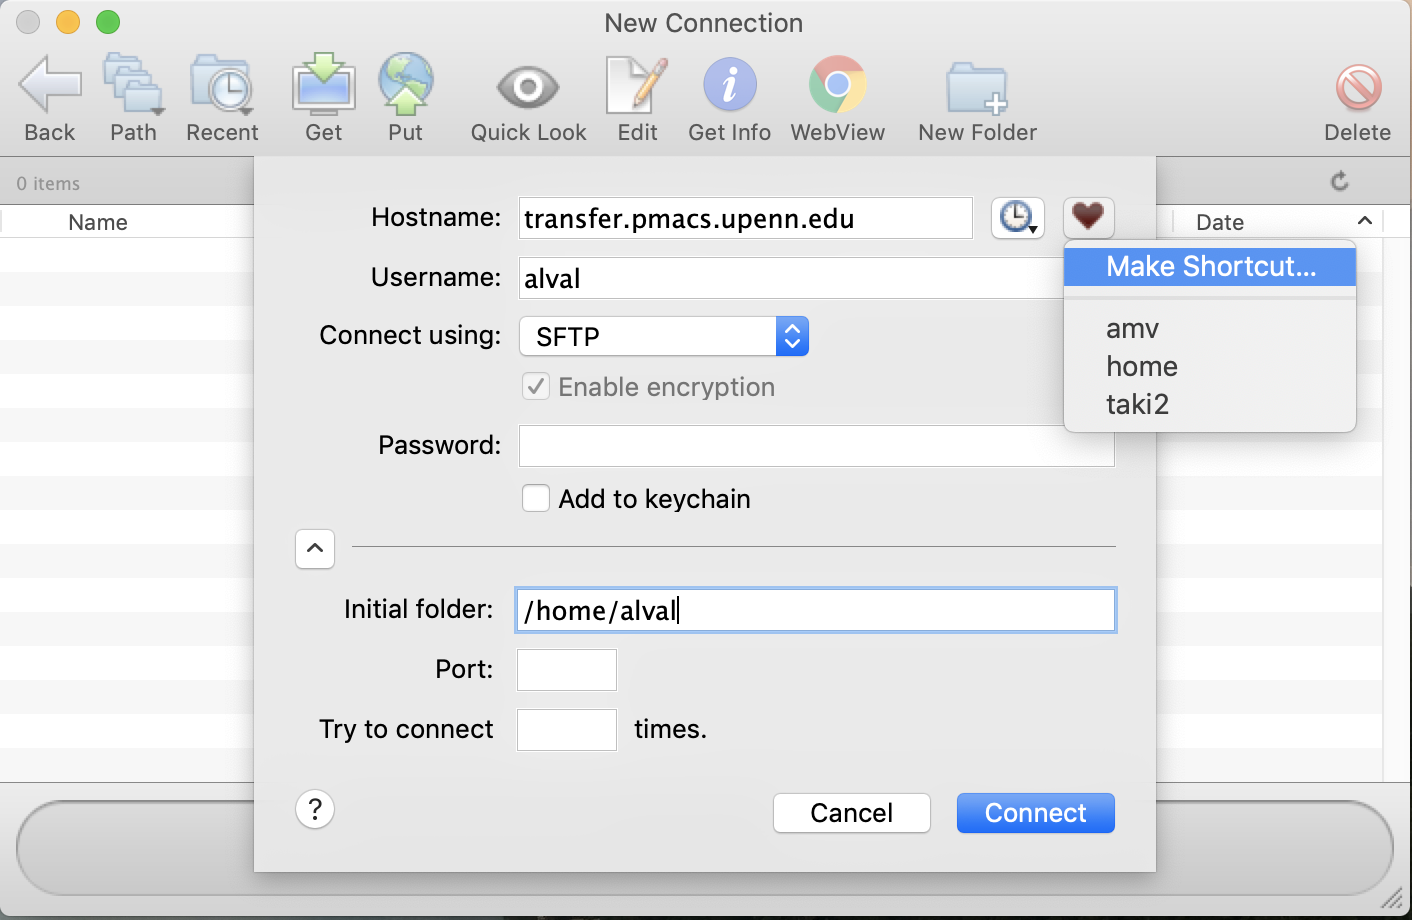 New Connection
Back Path Recent Get Put Quick Look Edit Get Info WebView New Folder Delete
0 items
Name Date
Hostname: transfer.pmacs.upenn.edu
Username: alval
Make Shortcut...
Connect using: SFTP
amv
home
Enable encryption
taki2
Password:
Add to keychain
Initial folder: /home/alval
Port:
Try to connect times.
? Cancel Connect